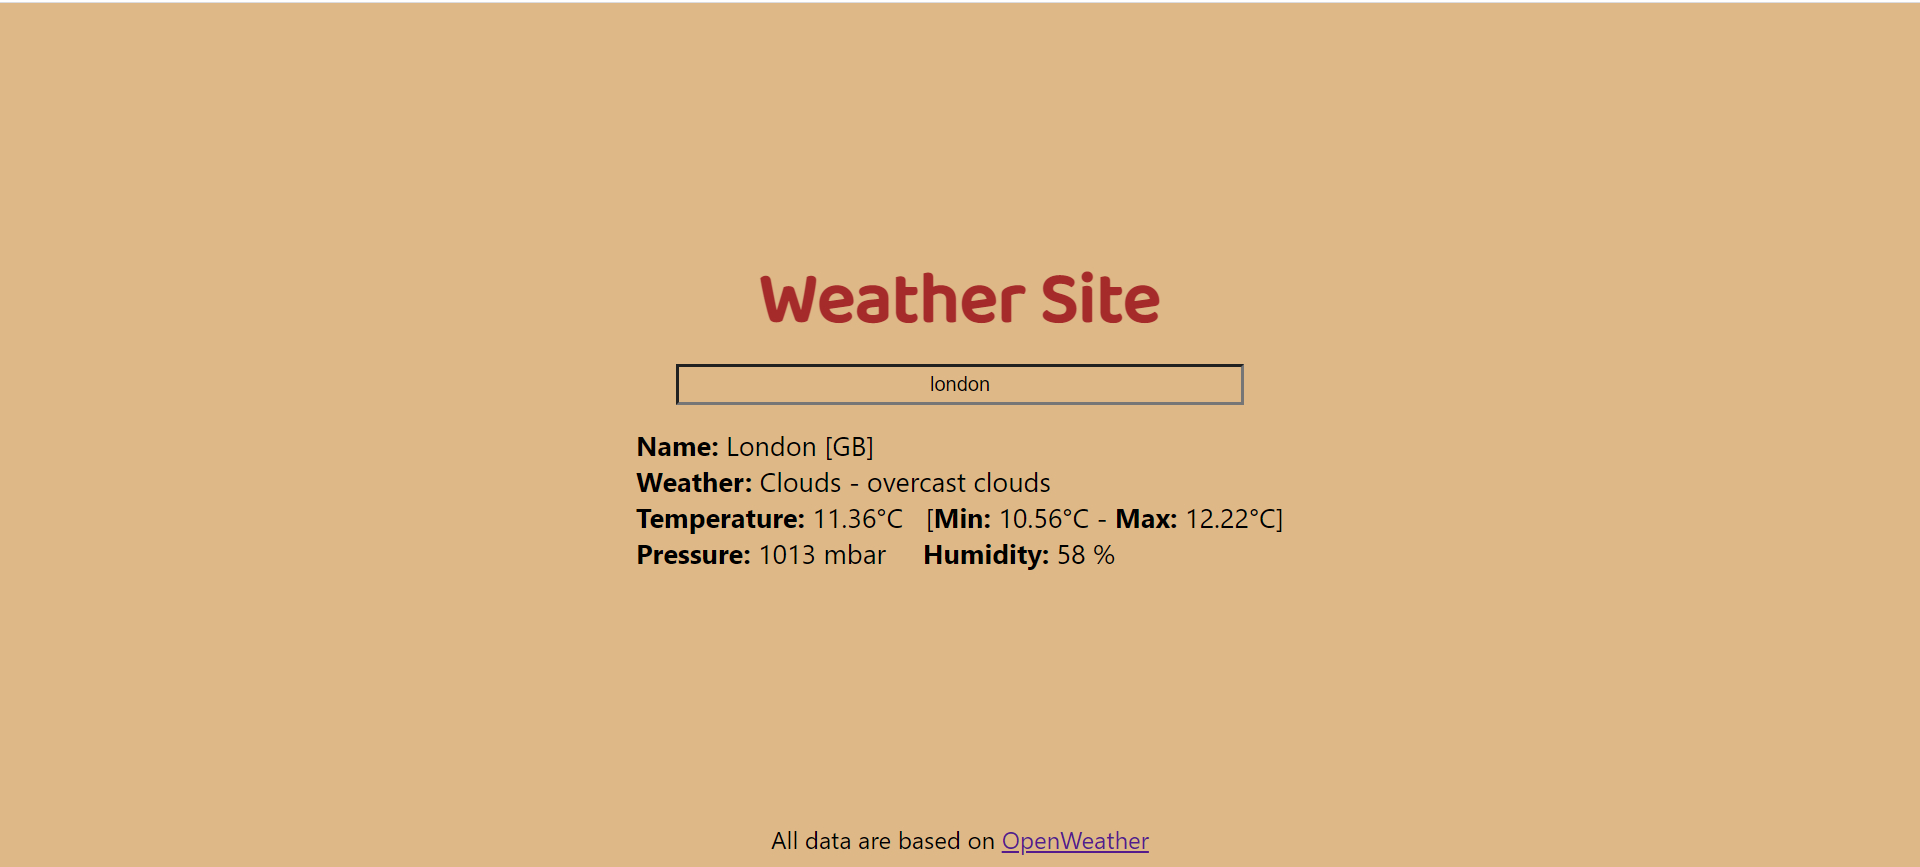 Weather Site
london
Name: London [GB]
Weather: Clouds - overcast clouds
Temperature: 11.36°C [Min: 10.56°C - Max: 12.22°C]
Pressure: 1013 mbar Humidity: 58 %
All data are based on OpenWeather